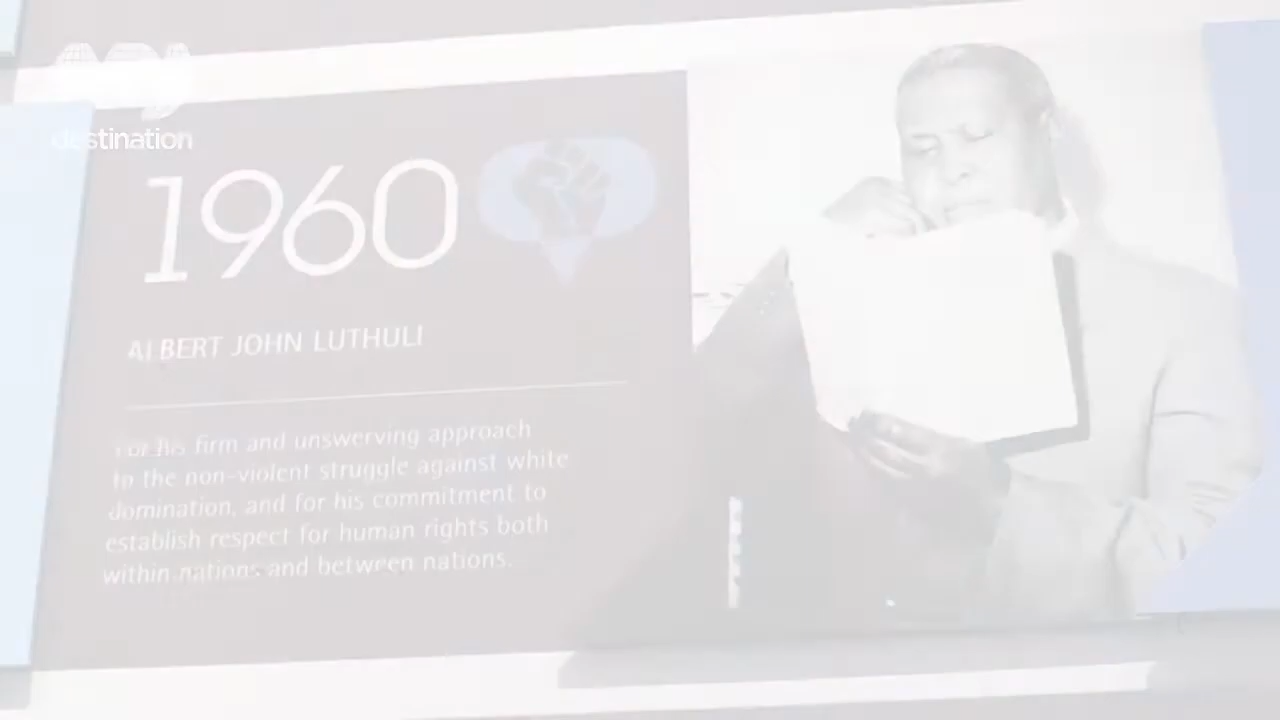 destination
1960
ALBERT JOHN LUTHULI
For his firm and unswerving approach
to the non-violent struggle against white
domination, and for his commitment to
establish respect for human rights both
within nations and between nations.